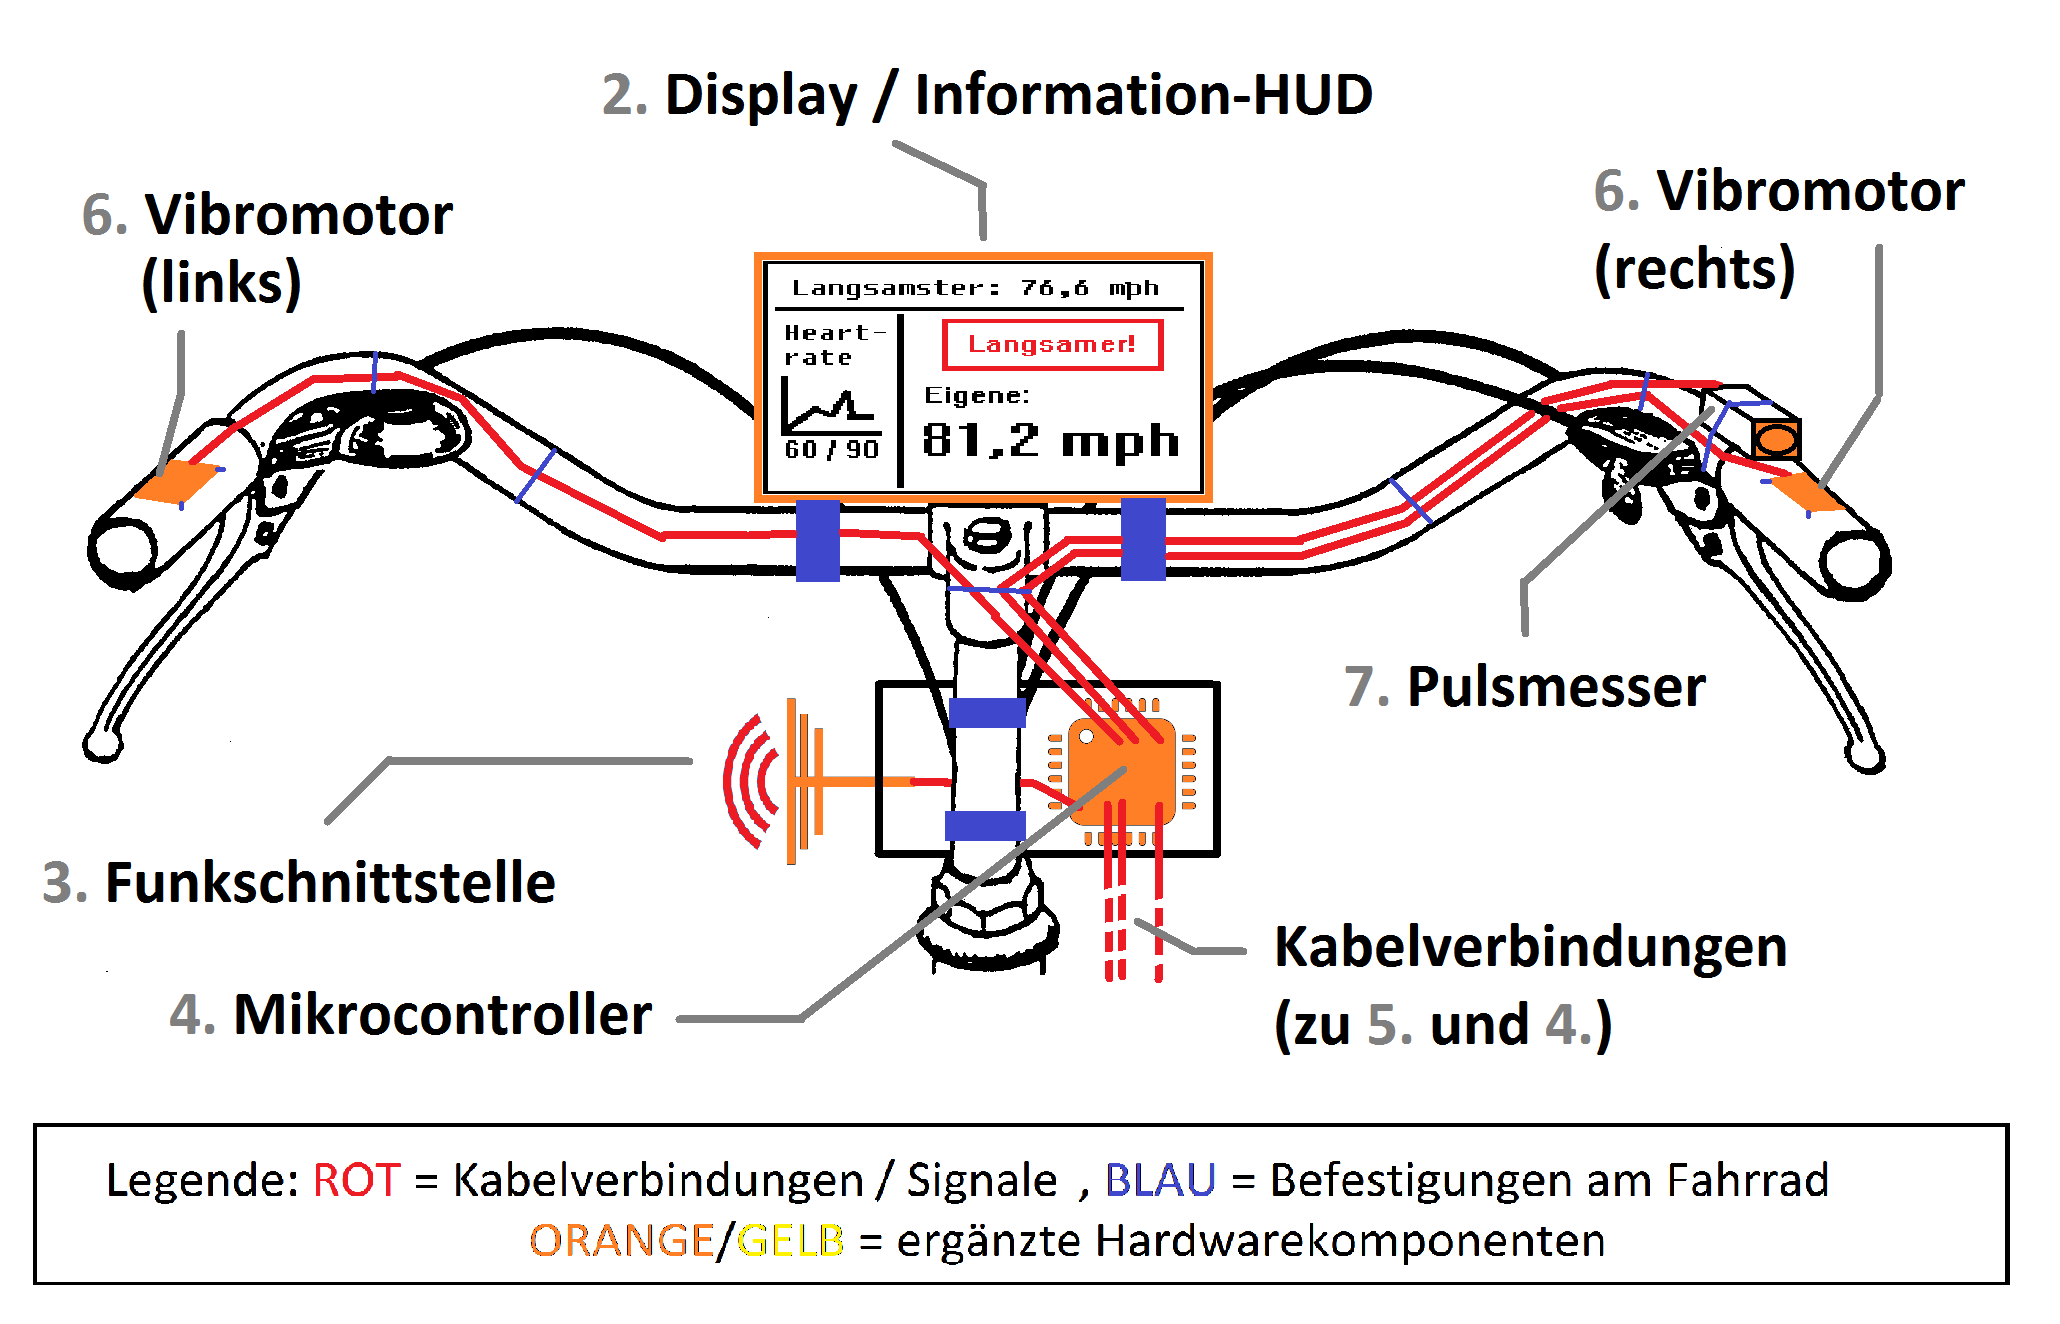 2. Display / Information-HUD
6. Vibromotor
(links)
6. Vibromotor
(rechts)
Langsamster: 76,6 mph
Heart-
rate
60/90
Langsamer!
Eigene:
81,2 mph
7. Pulsmesser
3. Funkschnittstelle
4. Mikrocontroller
Kabelverbindungen
(zu 5. und 4.)
Legende: ROT = Kabelverbindungen / Signale , BLAU = Befestigungen am Fahrrad
ORANGE/GELB = ergänzte Hardwarekomponenten